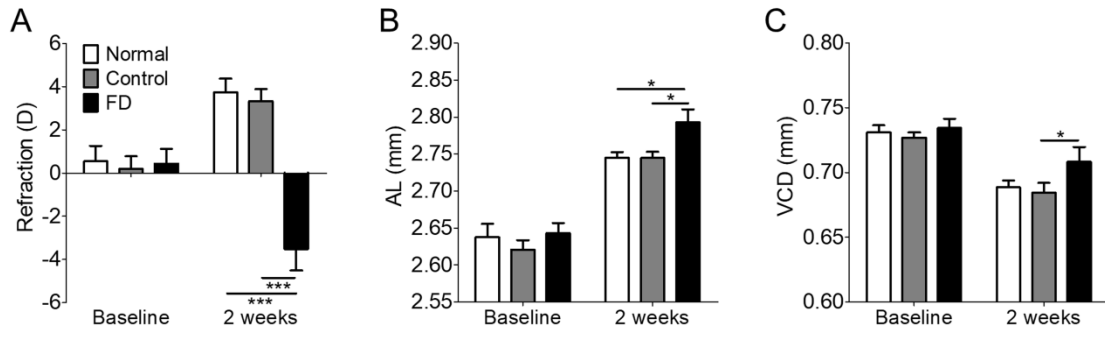 A
Refraction (D)
6
4
2
0
-2
-4
-6
Normal
Control
FD
***
***
Baseline
2 weeks
B
AL (mm)
2.90
2.85
2.80
2.75
2.70
2.65
2.60
2.55
*
*
Baseline
2 weeks
C
VCD (mm)
0.80
0.75
0.70
0.65
0.60
*
Baseline
2 weeks